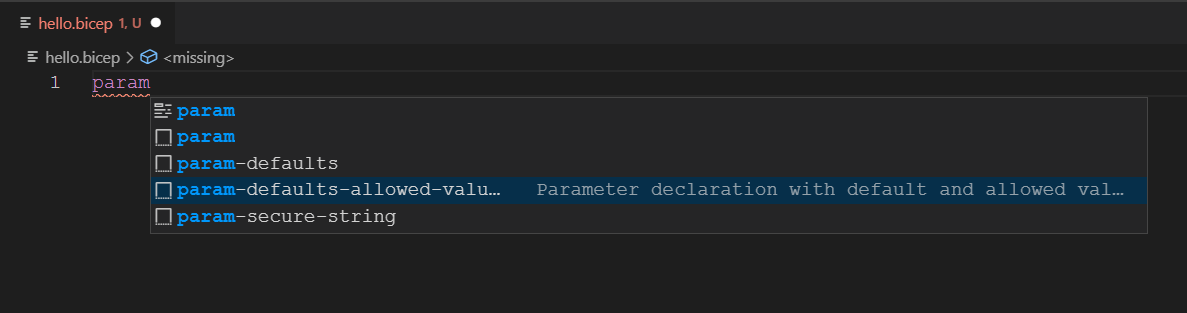 hello.bicep 1, U
hello.bicep > <missing>
1 param
param
param
param-defaults
param-defaults-allowed-valu… Parameter declaration with default and allowed val…
param-secure-string